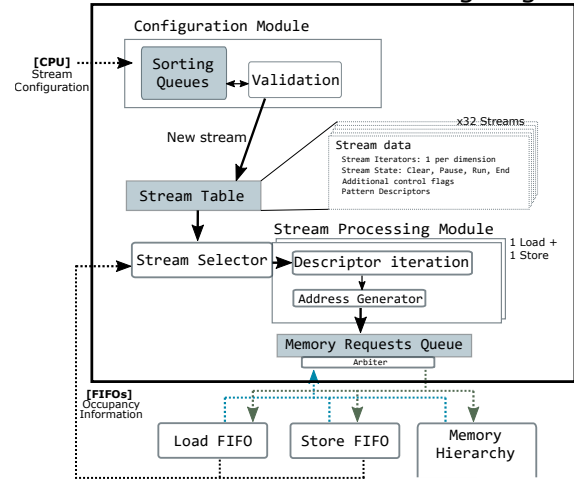 Configuration Module
[CPU]
Stream
Configuration
Sorting
Queues
Validation
New stream
x32 Streams
Stream data
Stream Iterators: 1 per dimension
Stream State: Clear, Pause, Run, End
Additional control flags
Pattern Descriptors
Stream Table
Stream Processing Module
1 Load +
1 Store
Stream Selector
Descriptor iteration
Address Generator
Memory Requests Queue
Arbiter
[FIFOs]
Occupancy
Information
Load FIFO
Store FIFO
Memory
Hierarchy